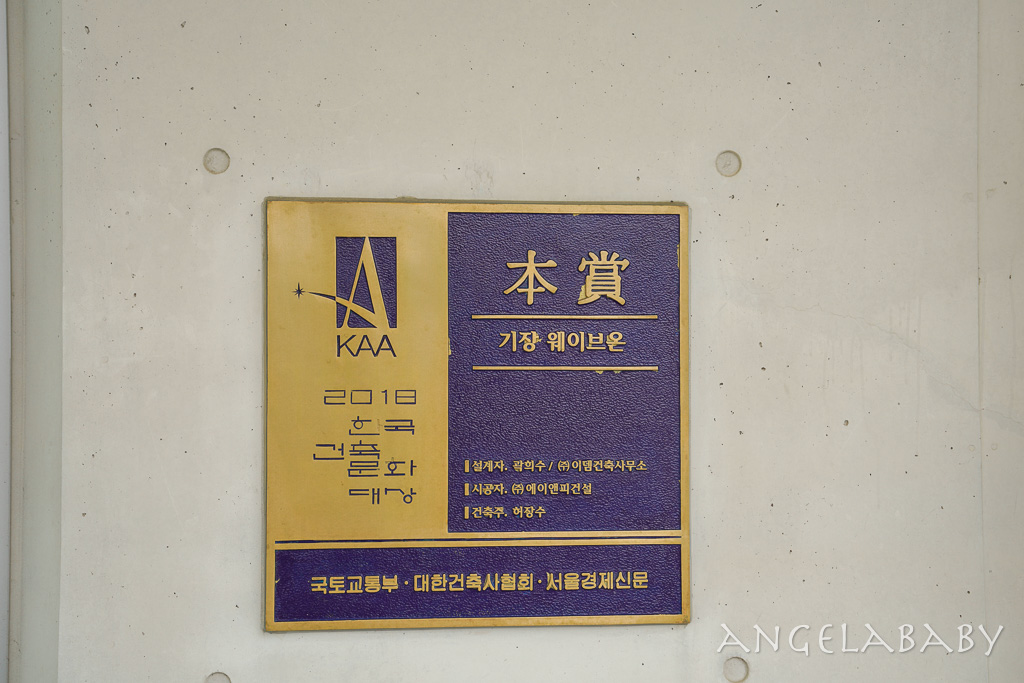 KAA
2018
한국
건축
문화
대상
本賞
기장 웨이브온
설계자. 곽희수 / ㈜이뎀건축사무소
시공자. ㈜에이앤피건설
건축주. 허장수
국토교통부 · 대한건축사협회 · 서울경제신문
ANGELABABY